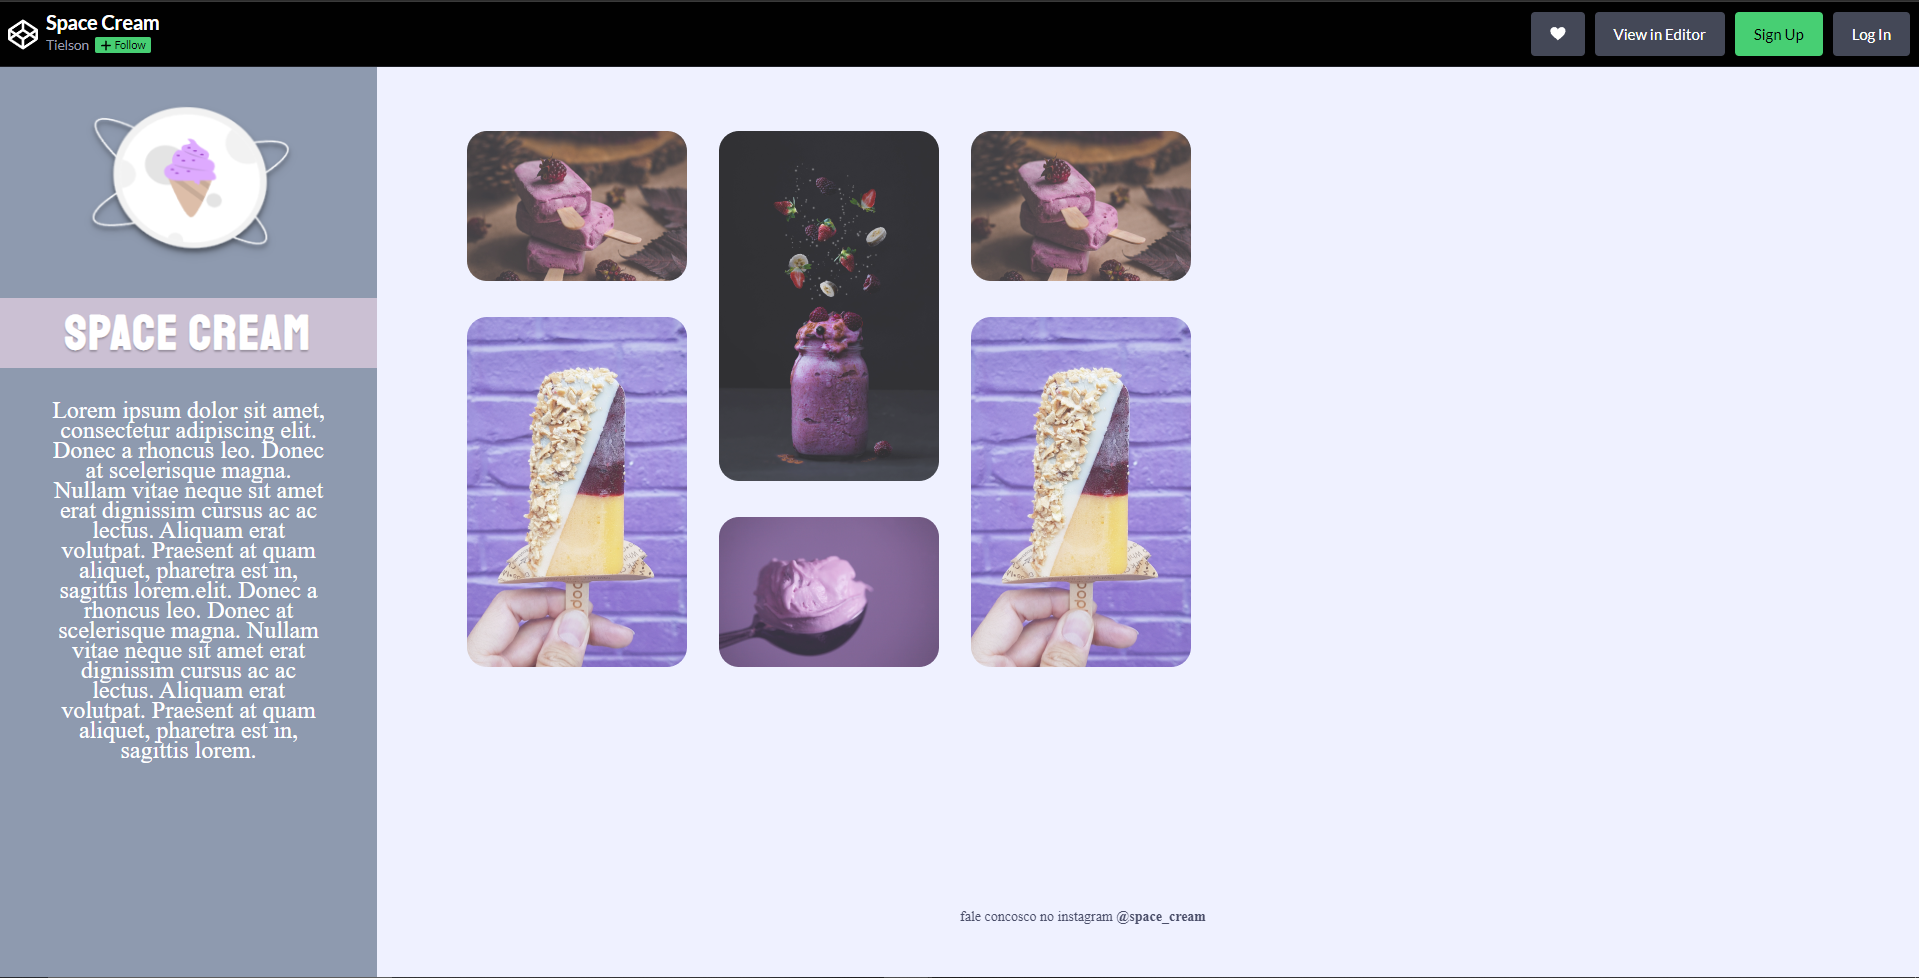 Space Cream
Tielson + Follow
View in Editor
Sign Up
Log In
SPACE CREAM
Lorem ipsum dolor sit amet,
consectetur adipiscing elit.
Donec a rhoncus leo. Donec
at scelerisque magna.
Nullam vitae neque sit amet
erat dignissim cursus ac ac
lectus. Aliquam erat
volutpat. Praesent at quam
aliquet, pharetra est in,
sagittis lorem.elit. Donec a
rhoncus leo. Donec at
scelerisque magna. Nullam
vitae neque sit amet erat
dignissim cursus ac ac
lectus. Aliquam erat
volutpat. Praesent at quam
aliquet, pharetra est in,
sagittis lorem.
fale concosco no instagram @space_cream